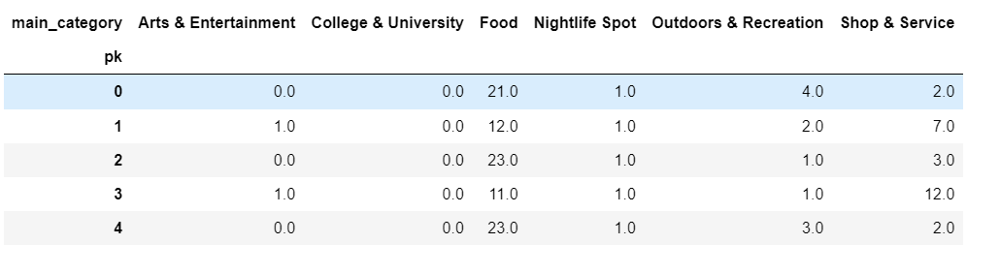 main_category Arts & Entertainment College & University Food Nightlife Spot Outdoors & Recreation Shop & Service
pk
0 0.0 0.0 21.0 1.0 4.0 2.0
1 1.0 0.0 12.0 1.0 2.0 7.0
2 0.0 0.0 23.0 1.0 1.0 3.0
3 1.0 0.0 11.0 1.0 1.0 12.0
4 0.0 0.0 23.0 1.0 3.0 2.0